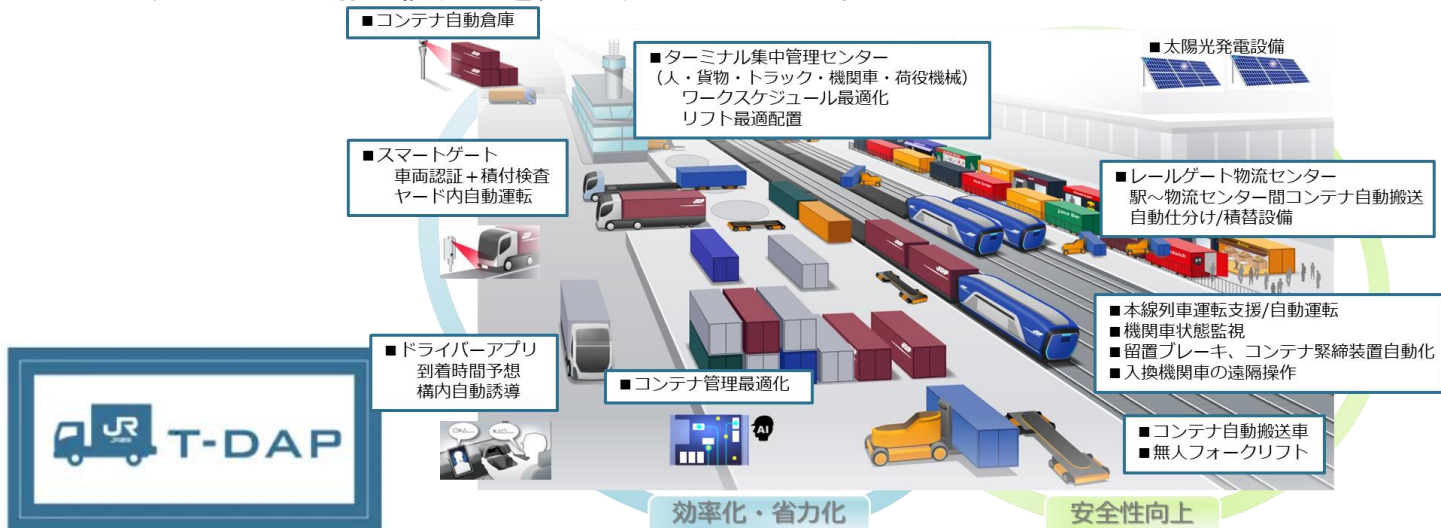 ■コンテナ自動倉庫
■ターミナル集中管理センター
（人・貨物・トラック・機関車・荷役機械）
ワークスケジュール最適化
リフト最適配置
■太陽光発電設備
■スマートゲート
車両認証＋積付検査
ヤード内自動運転
■レールゲート物流センター
駅～物流センター間コンテナ自動搬送
自動仕分け/積替設備
■本線列車運転支援/自動運転
■機関車状態監視
■留置ブレーキ、コンテナ緊締装置自動化
■入換機関車の遠隔操作
■ドライバーアプリ
到着時間予想
構内自動誘導
■コンテナ管理最適化
AI
■コンテナ自動搬送車
■無人フォークリフト
JR
T-DAP
効率化・省力化
安全性向上